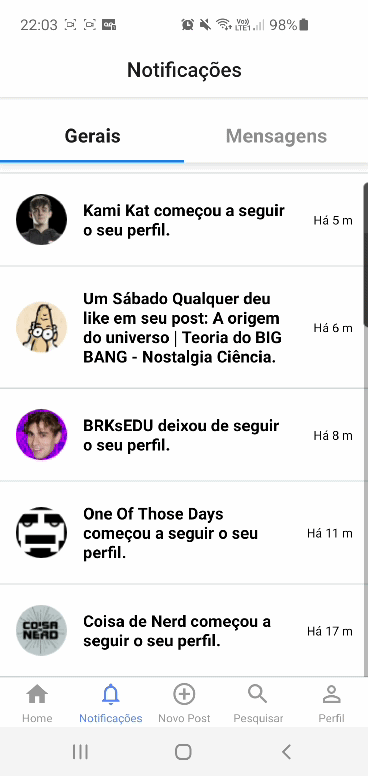 22:03 LTE1 98%
Notificações
Gerais Mensagens
Kami Kat começou a seguir
o seu perfil.
Há 5 m
Um Sábado Qualquer deu
like em seu post: A origem
do universo | Teoria do BIG
BANG - Nostalgia Ciência.
Há 6 m
BRKsEDU deixou de seguir
o seu perfil.
Há 8 m
One Of Those Days
começou a seguir o seu
perfil.
Há 11 m
COISA
NERD
Coisa de Nerd começou a
seguir o seu perfil.
Há 17 m
Home Notificações Novo Post Pesquisar Perfil